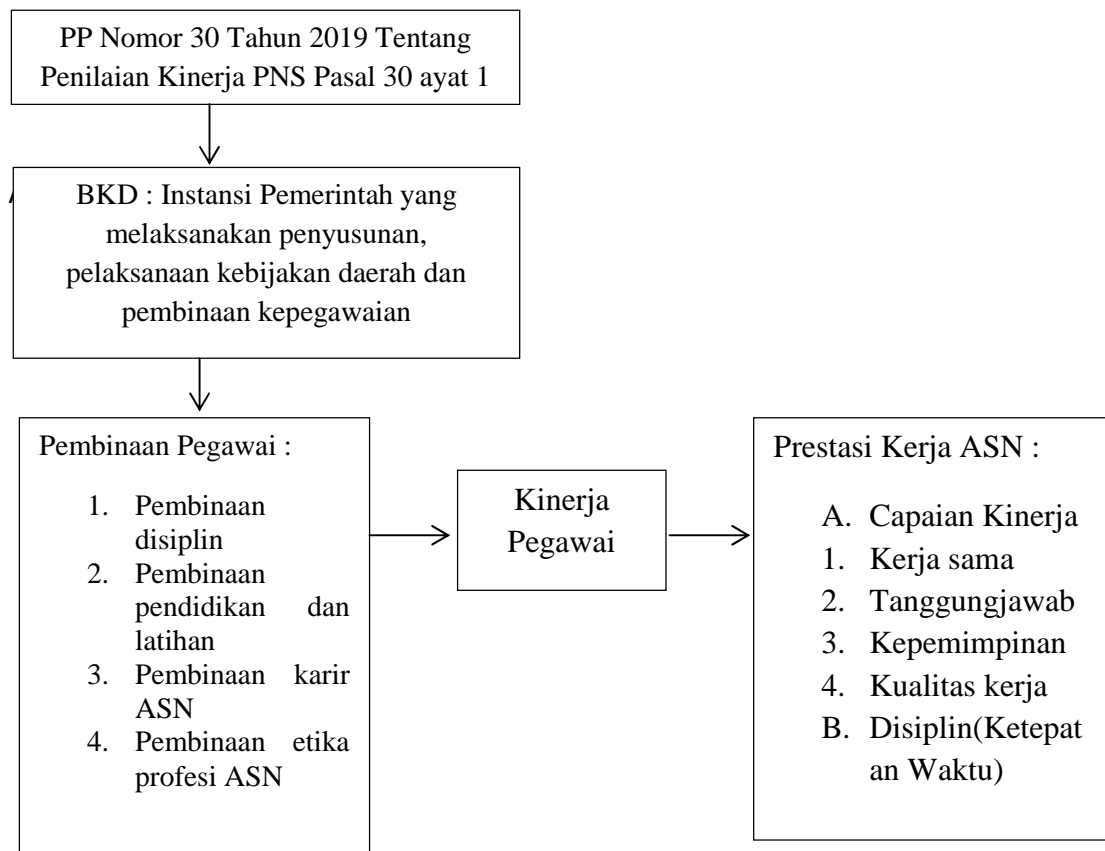 PP Nomor 30 Tahun 2019 Tentang
Penilaian Kinerja PNS Pasal 30 ayat 1
BKD : Instansi Pemerintah yang
melaksanakan penyusunan,
pelaksanaan kebijakan daerah dan
pembinaan kepegawaian
Pembinaan Pegawai :
1. Pembinaan
disiplin
2. Pembinaan
pendidikan dan
latihan
3. Pembinaan karir
ASN
4. Pembinaan etika
profesi ASN
Kinerja
Pegawai
Prestasi Kerja ASN :
A. Capaian Kinerja
1. Kerja sama
2. Tanggungjawab
3. Kepemimpinan
4. Kualitas kerja
B. Disiplin(Ketepat
an Waktu)